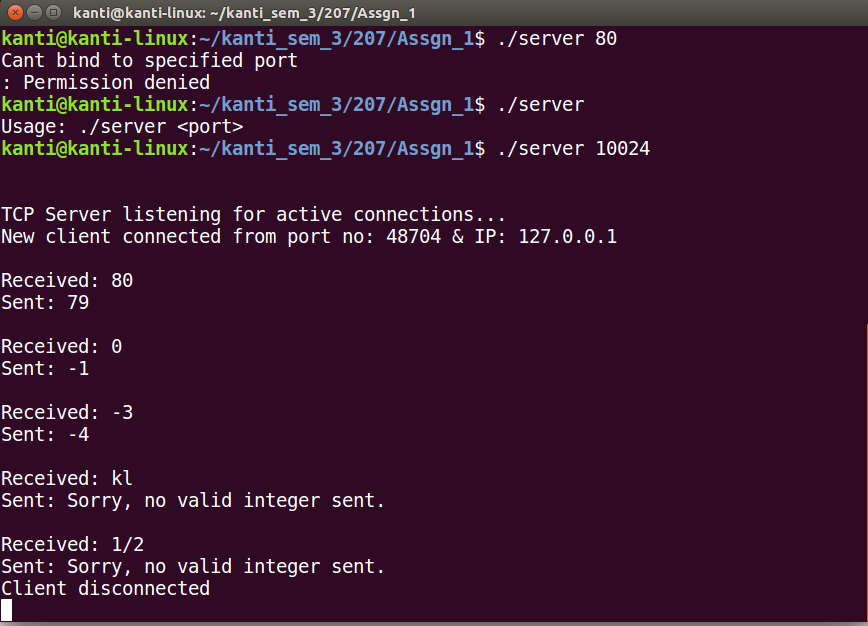 kanti@kanti-linux: ~/kanti_sem_3/207/Assgn_1
kanti@kanti-linux:~/kanti_sem_3/207/Assgn_1$ ./server 80
Cant bind to specified port
: Permission denied
kanti@kanti-linux:~/kanti_sem_3/207/Assgn_1$ ./server
Usage: ./server <port>
kanti@kanti-linux:~/kanti_sem_3/207/Assgn_1$ ./server 10024
TCP Server listening for active connections...
New client connected from port no: 48704 & IP: 127.0.0.1
Received: 80
Sent: 79
Received: 0
Sent: -1
Received: -3
Sent: -4
Received: kl
Sent: Sorry, no valid integer sent.
Received: 1/2
Sent: Sorry, no valid integer sent.
Client disconnected